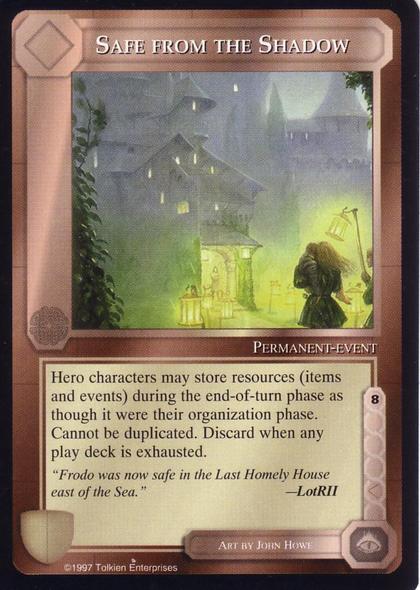 SAFE FROM THE SHADOW
PERMANENT-EVENT
Hero characters may store resources (items
and events) during the end-of-turn phase as
though it were their organization phase.
Cannot be duplicated. Discard when any
play deck is exhausted.
8
“Frodo was now safe in the Last Homely House
east of the Sea.” —LotRII
ART BY JOHN HOWE
©1997 Tolkien Enterprises